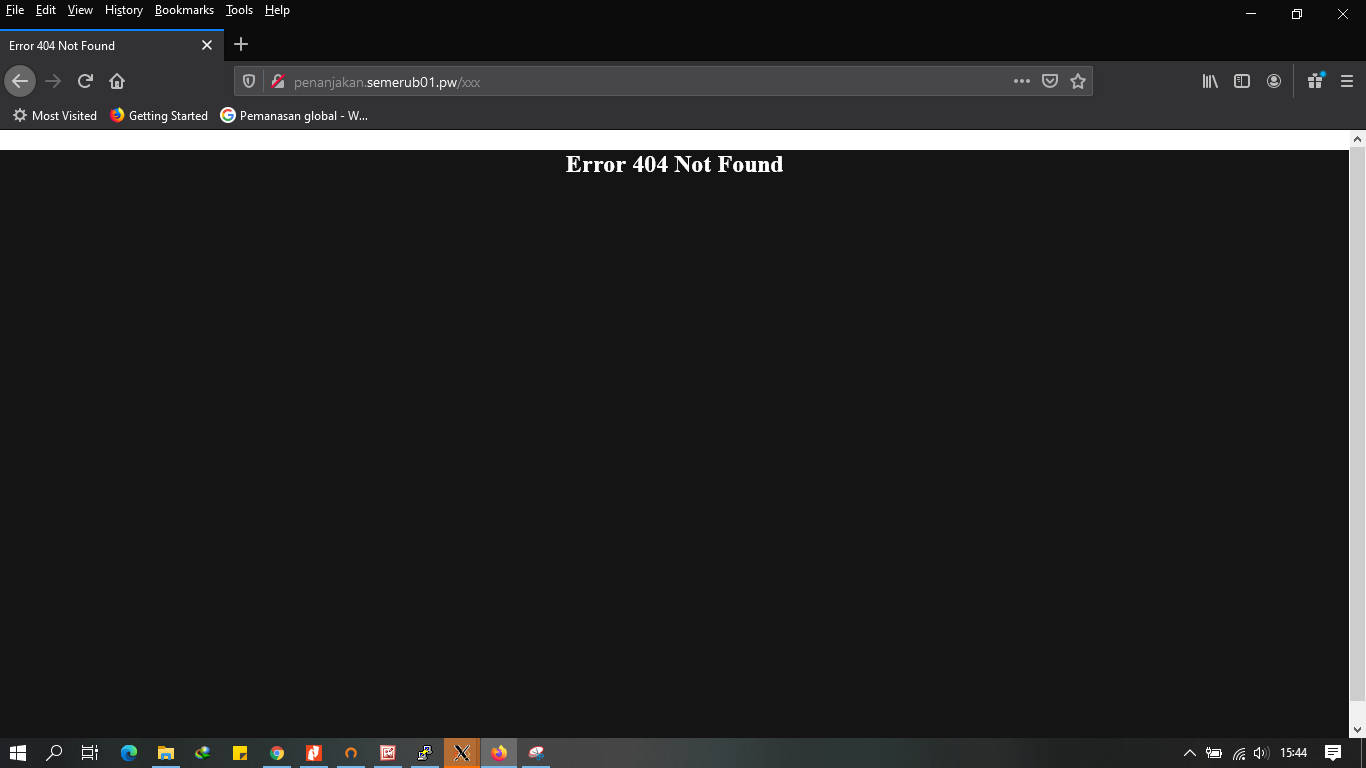 File Edit View History Bookmarks Tools Help
Error 404 Not Found
penanjakan.semerub01.pw/xxx
Most Visited Getting Started Pemanasan global - W...
Error 404 Not Found
15:44